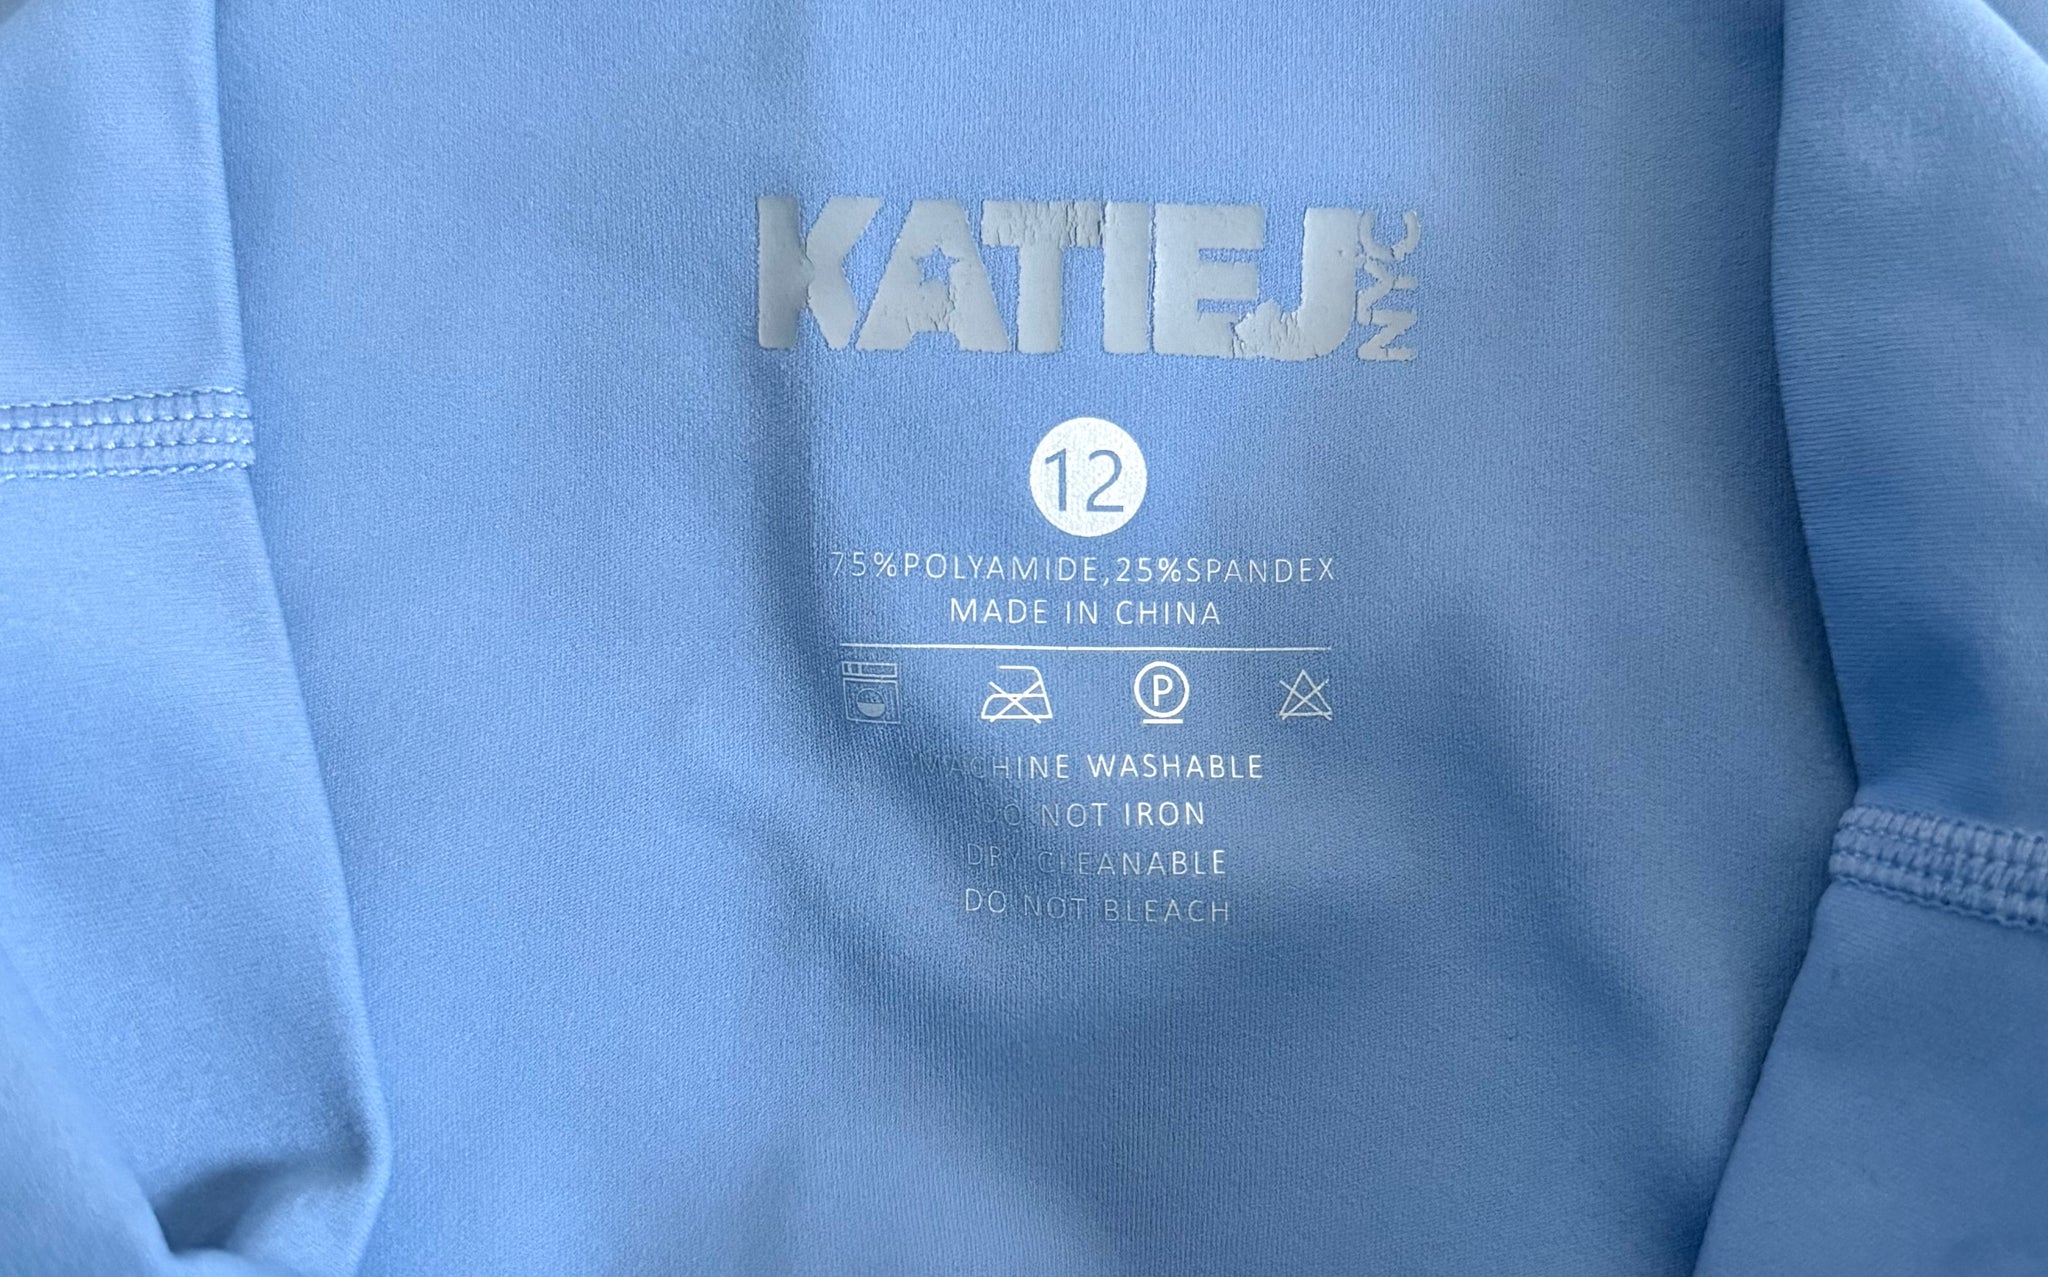 KATIEJ NYC
12
75%POLYAMIDE,25%SPANDEX
MADE IN CHINA
P
MACHINE WASHABLE
DO NOT IRON
DRY CLEANABLE
DO NOT BLEACH